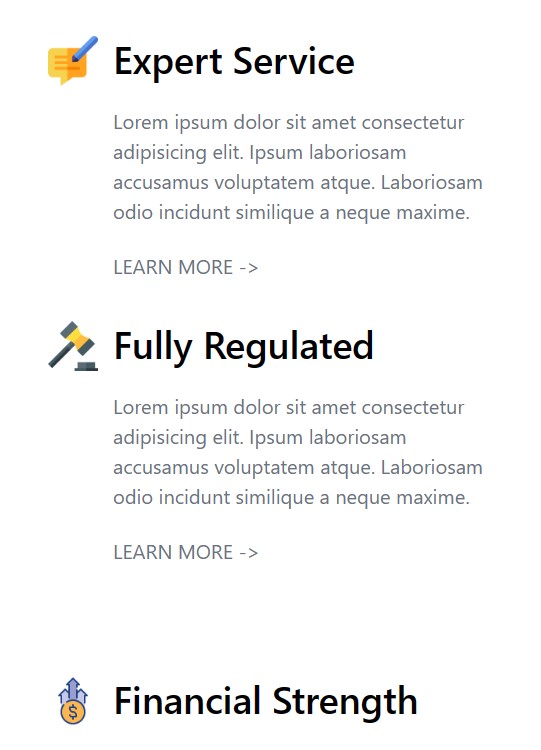 Expert Service
Lorem ipsum dolor sit amet consectetur
adipisicing elit. Ipsum laboriosam
accusamus voluptatem atque. Laboriosam
odio incidunt similique a neque maxime.
LEARN MORE ->
Fully Regulated
Lorem ipsum dolor sit amet consectetur
adipisicing elit. Ipsum laboriosam
accusamus voluptatem atque. Laboriosam
odio incidunt similique a neque maxime.
LEARN MORE ->
$
Financial Strength